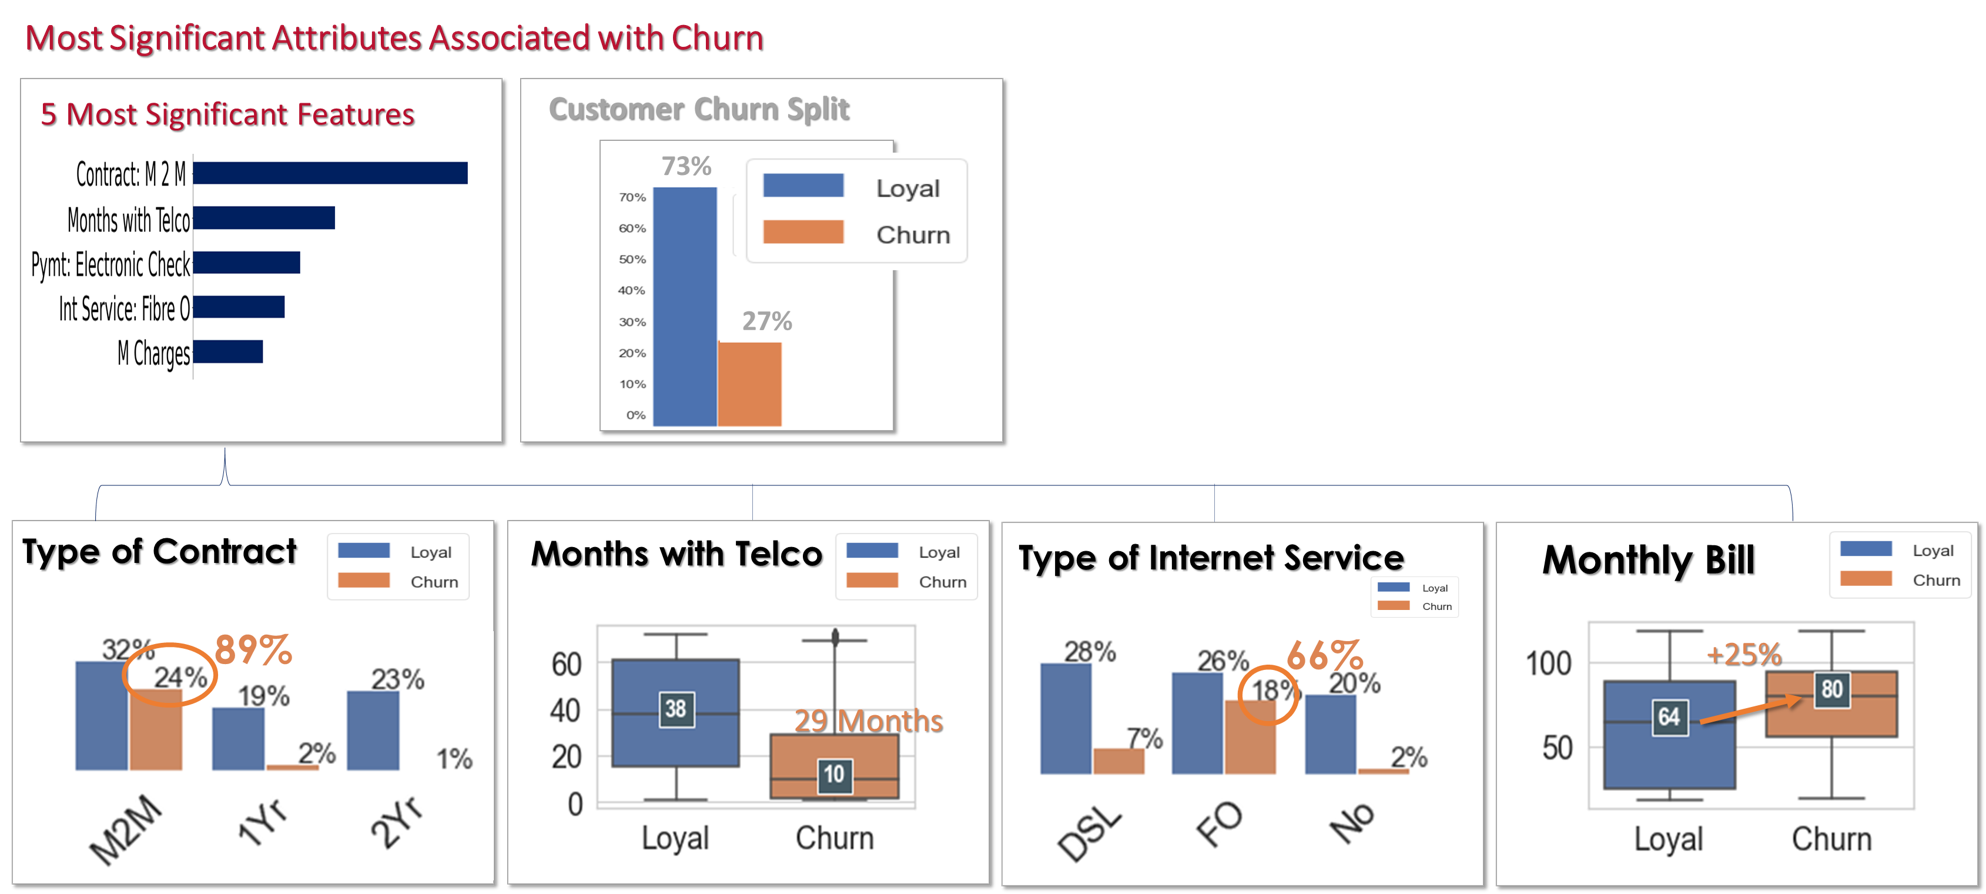 Most Significant Attributes Associated with Churn
5 Most Significant Features
Contract: M 2 M
Months with Telco
Pymt: Electronic Check
Int Service: Fibre O
M Charges
Customer Churn Split
73%
27%
70%
60%
50%
40%
30%
20%
10%
0%
Loyal
Churn
Type of Contract
Loyal
Churn
32%
24%
89%
19%
2%
23%
1%
M2M
1Yr
2Yr
Months with Telco
Loyal
Churn
60
40
20
0
38
29 Months
10
Loyal
Churn
Type of Internet Service
Loyal
Churn
28%
7%
26%
18%
66%
20%
2%
DSL
FO
No
Monthly Bill
Loyal
Churn
100
50
+25%
64
80
Loyal
Churn